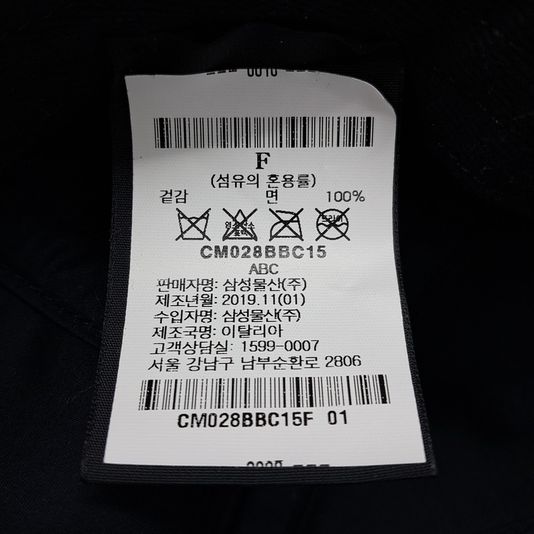 F
(섬유의 혼용률)
겉감 면 100%
CM028BBC15
ABC
판매자명: 삼성물산(주)
제조년월: 2019.11(01)
수입자명: 삼성물산(주)
제조국명: 이탈리아
고객상담실: 1599-0007
서울 강남구 남부순환로 2806
CM028BBC15F 01